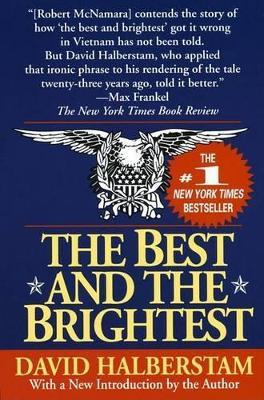 "[Robert McNamara] contends the story of
how 'the best and brightest' got it wrong
in Vietnam has not been told.
But David Halberstam, who applied
that ironic phrase to his rendering of the tale
twenty-three years ago, told it better."
—Max Frankel
The New York Times Book Review
THE
#1
NEW YORK TIMES
BESTSELLER
THE BEST
AND THE
BRIGHTEST
DAVID HALBERSTAM
With a New Introduction by the Author